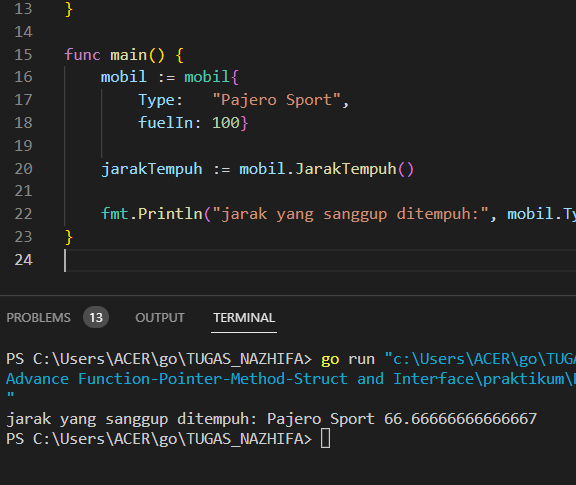 13 }
14
15 func main() {
16 mobil := mobil{
17 Type: "Pajero Sport",
18 fuelIn: 100}
19
20 jarakTempuh := mobil.JarakTempuh()
21
22 fmt.Println("jarak yang sanggup ditempuh:", mobil.Ty
23 }
24
PROBLEMS 13 OUTPUT TERMINAL
PS C:\Users\ACER\go\TUGAS_NAZHIFA> go run "c:\Users\ACER\go\TUGA
Advance Function-Pointer-Method-Struct and Interface\praktikum\
"
jarak yang sanggup ditempuh: Pajero Sport 66.66666666666667
PS C:\Users\ACER\go\TUGAS_NAZHIFA>